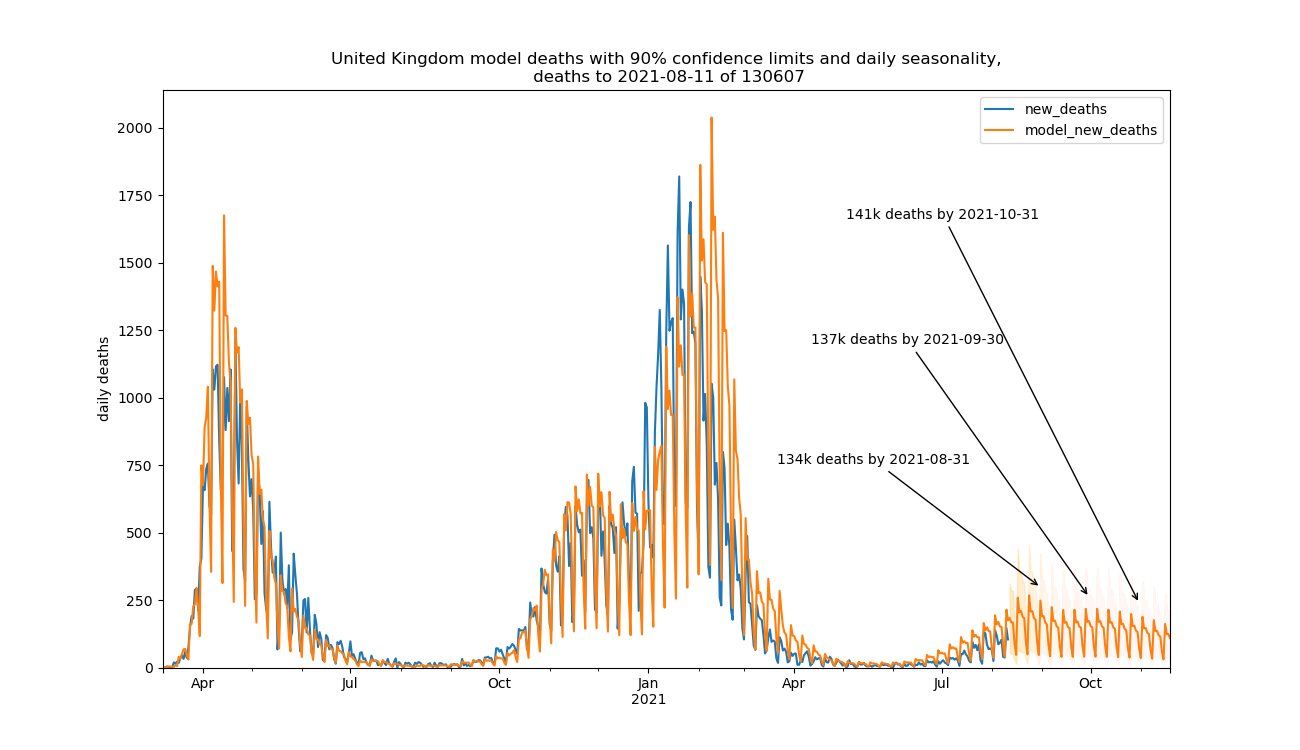 United Kingdom model deaths with 90% confidence limits and daily seasonality,
deaths to 2021-08-11 of 130607
new_deaths
model_new_deaths
daily deaths
2000
1750
1500
1250
1000
750
500
250
0
141k deaths by 2021-10-31
137k deaths by 2021-09-30
134k deaths by 2021-08-31
Apr
Jul
Oct
Jan
2021
Apr
Jul
Oct